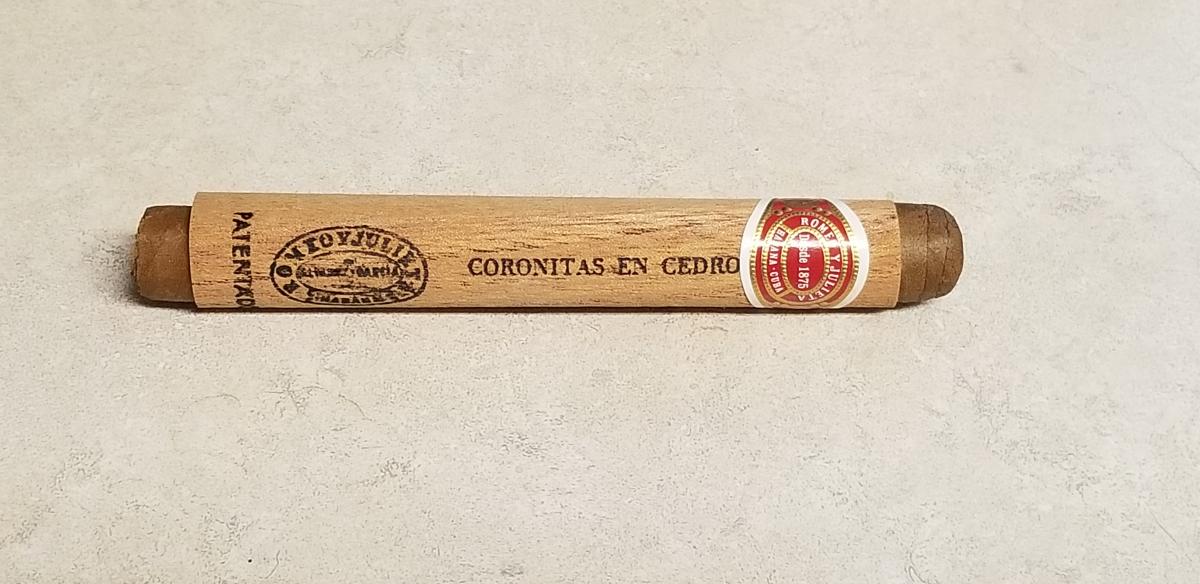 PATENTADO
ROMEO Y JULIETA
CORONITAS EN CEDRO
ROMEO Y JULIETA
Desde 1875
HABANA-CUBA